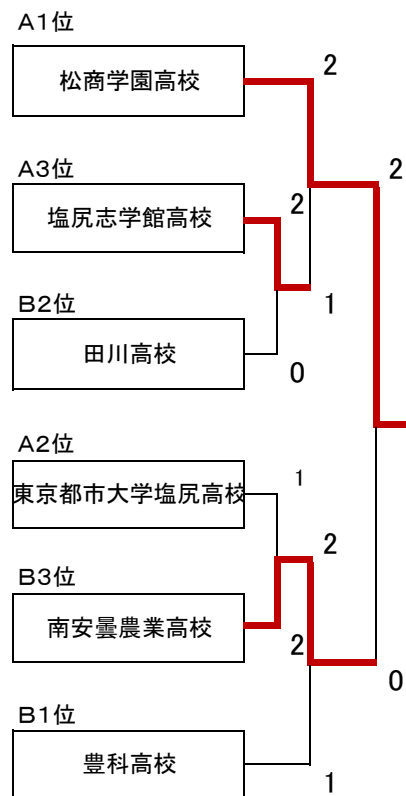 A1位
松商学園高校
2
A3位
2
塩尻志学館高校
2
1
B2位
田川高校
0
A2位
東京都市大学塩尻高校
1
2
B3位
南安曇農業高校
2
0
B1位
豊科高校
1